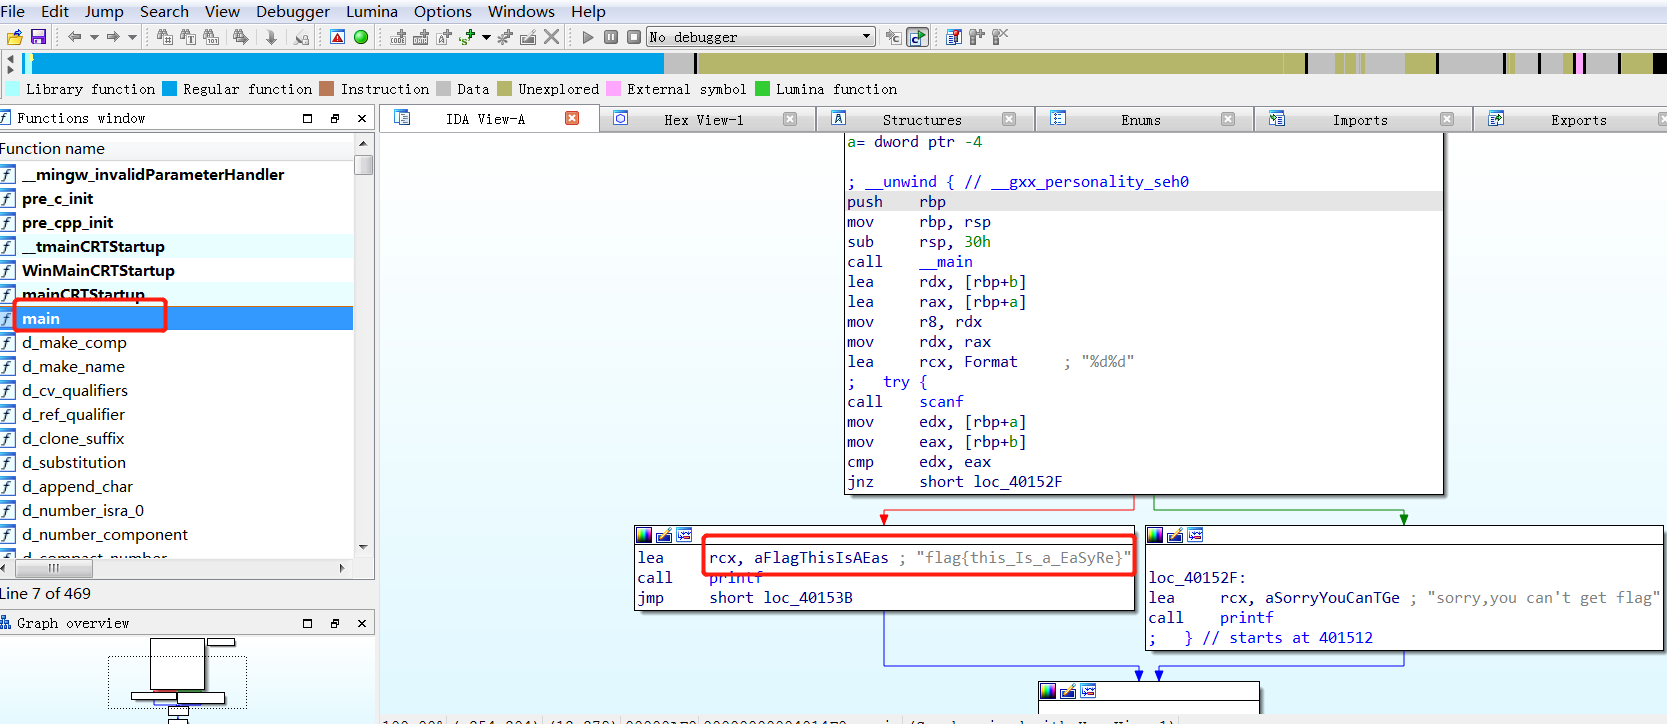 File Edit Jump Search View Debugger Lumina Options Windows Help
No debugger
Library function Regular function Instruction Data Unexplored External symbol Lumina function
Functions window
IDA View-A Hex View-1 Structures Enums Imports Exports
Function name
__mingw_invalidParameterHandler
pre_c_init
pre_cpp_init
__tmainCRTStartup
WinMainCRTStartup
mainCRTStartup
main
d_make_comp
d_make_name
d_cv_qualifiers
d_ref_qualifier
d_clone_suffix
d_substitution
d_append_char
d_number_isra_0
d_number_component
d_compact_number
Line 7 of 469
Graph overview
a= dword ptr -4
; __unwind { // __gxx_personality_seh0
push rbp
mov rbp, rsp
sub rsp, 30h
call __main
lea rdx, [rbp+b]
lea rax, [rbp+a]
mov r8, rdx
mov rdx, rax
lea rcx, Format ; "%d%d"
; try {
call scanf
mov edx, [rbp+a]
mov eax, [rbp+b]
cmp edx, eax
jnz short loc_40152F
lea rcx, aFlagThisIsAEas ; "flag{this_Is_a_EaSyRe}"
call printf
jmp short loc_40153B
loc_40152F:
lea rcx, aSorryYouCanTGe ; "sorry,you can't get flag"
call printf
; } // starts at 401512